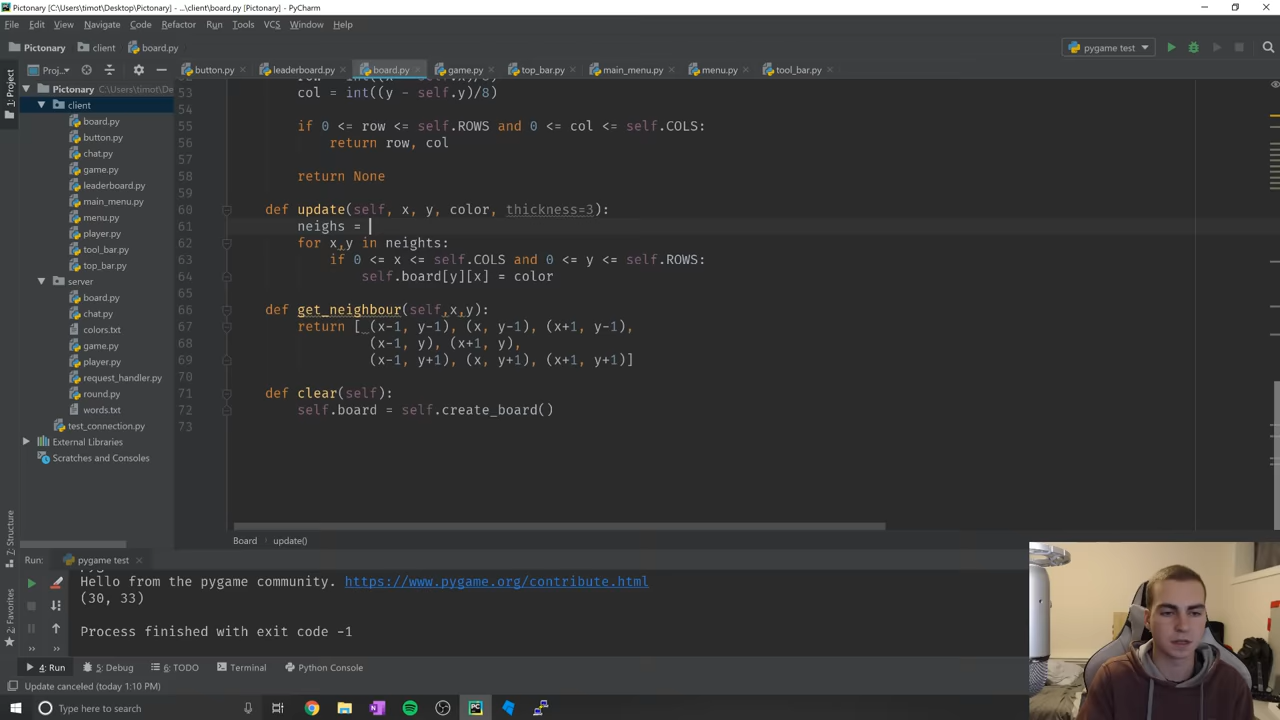 Pictonary [C:\Users\timot\Desktop\Pictonary] - ...\client\board.py [Pictonary] - PyCharm
File Edit View Navigate Code Refactor Run Tools VCS Window Help
Pictonary client board.py pygame test
1: Project
Proj... button.py leaderboard.py board.py game.py top_bar.py main_menu.py menu.py tool_bar.py
Pictonary C:\Users\timot\De
client
board.py
button.py
chat.py
game.py
leaderboard.py
main_menu.py
menu.py
player.py
tool_bar.py
top_bar.py
server
board.py
chat.py
colors.txt
game.py
player.py
request_handler.py
round.py
words.txt
test_connection.py
External Libraries
Scratches and Consoles
53 col = int((y - self.y)/8)
54
55 if 0 <= row <= self.ROWS and 0 <= col <= self.COLS:
56 return row, col
57
58 return None
59
60 def update(self, x, y, color, thickness=3):
61 neighs =
62 for x,y in neights:
63 if 0 <= x <= self.COLS and 0 <= y <= self.ROWS:
64 self.board[y][x] = color
65
66 def get_neighbour(self,x,y):
67 return [ (x-1, y-1), (x, y-1), (x+1, y-1),
68 (x-1, y), (x+1, y),
69 (x-1, y+1), (x, y+1), (x+1, y+1)]
70
71 def clear(self):
72 self.board = self.create_board()
73
Board update()
7: Structure
2: Favorites
Run: pygame test
Hello from the pygame community. https://www.pygame.org/contribute.html
(30, 33)
Process finished with exit code -1
4: Run 5: Debug 6: TODO Terminal Python Console
Update canceled (today 1:10 PM)
Type here to search